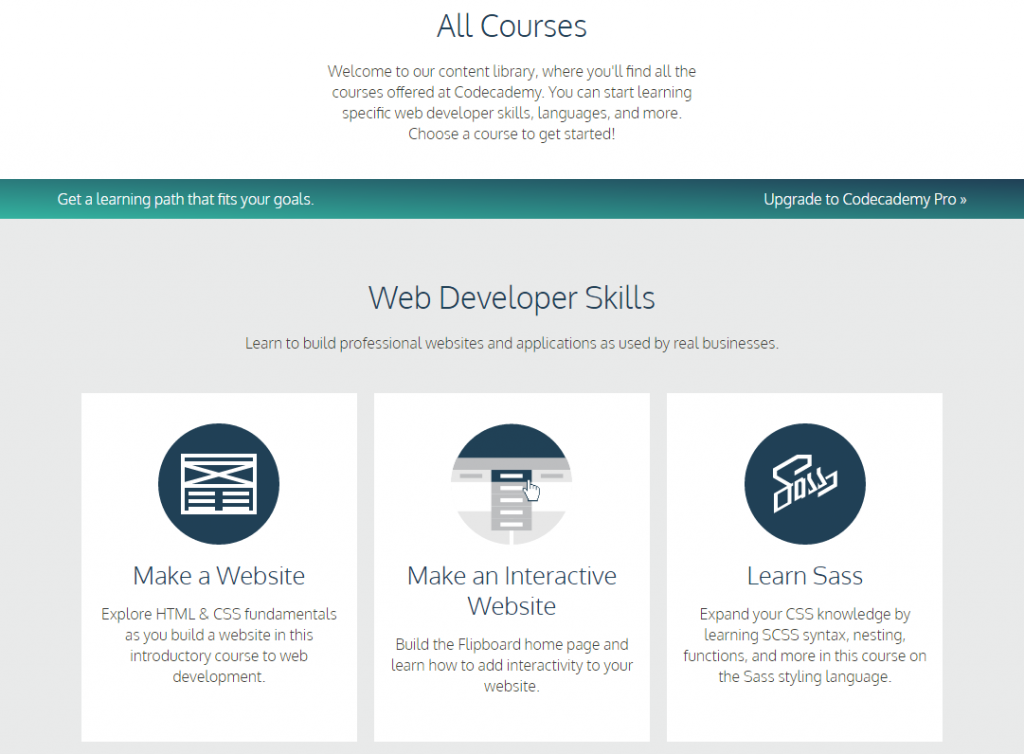 All Courses
Welcome to our content library, where you'll find all the
courses offered at Codecademy. You can start learning
specific web developer skills, languages, and more.
Choose a course to get started!
Get a learning path that fits your goals.
Upgrade to Codecademy Pro »
Web Developer Skills
Learn to build professional websites and applications as used by real businesses.
Make a Website
Explore HTML & CSS fundamentals
as you build a website in this
introductory course to web
development.
Make an Interactive
Website
Build the Flipboard home page and
learn how to add interactivity to your
website.
Sass
Learn Sass
Expand your CSS knowledge by
learning SCSS syntax, nesting,
functions, and more in this course on
the Sass styling language.